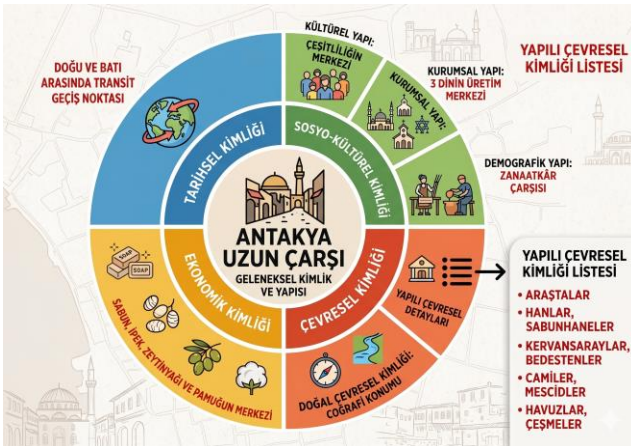 DOĞU VE BATI
ARASINDA TRANSİT
GEÇİŞ NOKTASI
KÜLTÜREL YAPI:
ÇEŞİTLİLİĞİN
MERKEZİ
KURUMSAL YAPI:
KURUMSAL YAPI:
3 DİNİN ÜRETİM
MERKEZİ
YAPILI ÇEVRESEL
KİMLİĞİ LİSTESİ
DEMOGRAFİK YAPI:
ZANAATKÂR
ÇARŞISI
TARİHSEL KİMLİĞİ
SOSYO-KÜLTÜREL KİMLİĞİ
ANTAKYA
UZUN ÇARŞI
GELENEKSEL KİMLİK
VE YAPISI
EKONOMİK KİMLİĞİ
ÇEVRESEL KİMLİĞİ
SOAP
SOAP
SABUN, İPEK, ZEYTİNYAĞI VE PAMUĞUN MERKEZİ
YAPILI ÇEVRESEL
DETAYLARI
DOĞAL ÇEVRESEL KİMLİĞİ:
COĞRAFİ KONUMU
YAPILI ÇEVRESEL
KİMLİĞİ LİSTESİ
• ARAŞTALAR
• HANLAR,
SABUNHANELER
• KERVANSARAYLAR,
BEDESTENLER
• CAMİLER,
MESCİDLER
• HAVUZLAR,
ÇEŞMELER